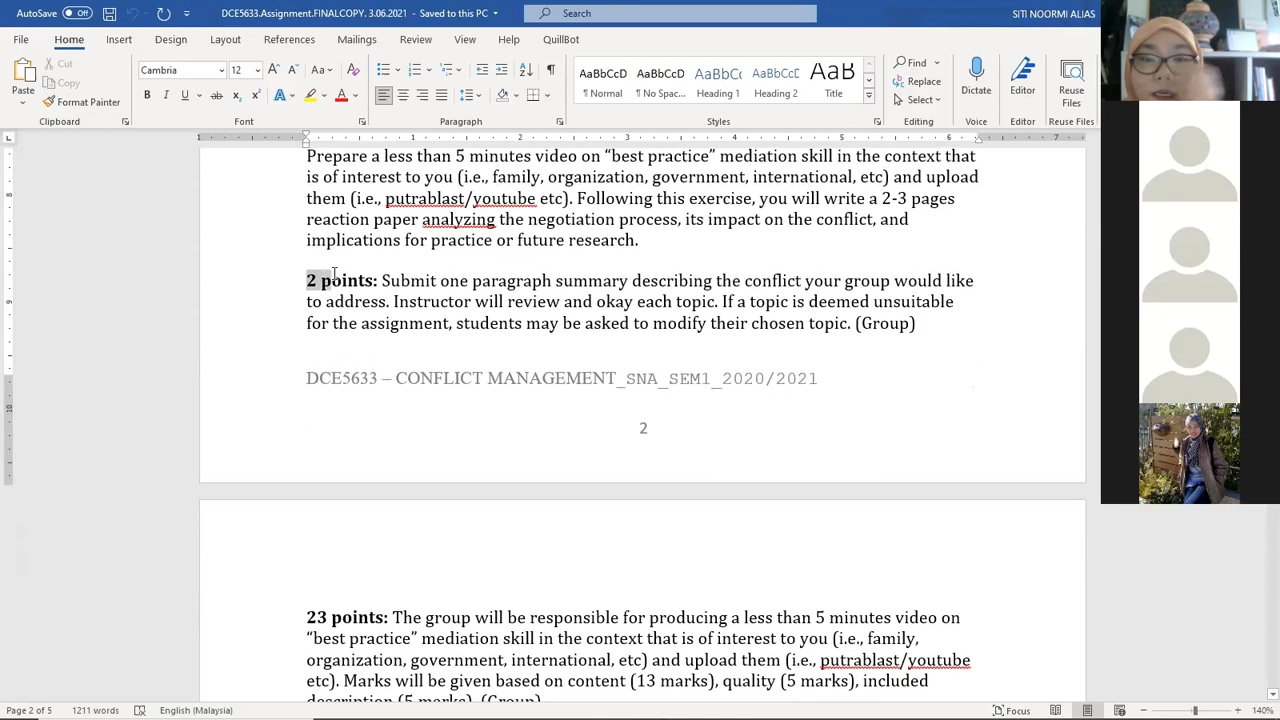 AutoSave Off DCE5633.Assignment.FINALCOPY.3.06.2021 - Saved to this PC Search SITI NOORMI ALIAS
File Home Insert Design Layout References Mailings Review View Help QuillBot
Paste Cut Copy Format Painter
Cambria 12
AaBbCcD AaBbCcD AaBbCc AaBbCcD AaBb
¶ Normal ¶ No Spac... Heading 1 Heading 2 Title
Find Replace Select
Dictate Editor Reuse Files
Clipboard Font Paragraph Styles Editing Voice Editor Reuse Files
Prepare a less than 5 minutes video on “best practice” mediation skill in the context that
is of interest to you (i.e., family, organization, government, international, etc) and upload
them (i.e., putrablast/youtube etc). Following this exercise, you will write a 2-3 pages
reaction paper analyzing the negotiation process, its impact on the conflict, and
implications for practice or future research.
2 points: Submit one paragraph summary describing the conflict your group would like
to address. Instructor will review and okay each topic. If a topic is deemed unsuitable
for the assignment, students may be asked to modify their chosen topic. (Group)
DCE5633 – CONFLICT MANAGEMENT_SNA_SEM1_2020/2021
2
23 points: The group will be responsible for producing a less than 5 minutes video on
“best practice” mediation skill in the context that is of interest to you (i.e., family,
organization, government, international, etc) and upload them (i.e., putrablast/youtube
etc). Marks will be given based on content (13 marks), quality (5 marks), included
description (5 marks). (Group)
Page 2 of 5 1211 words English (Malaysia) Focus 140%